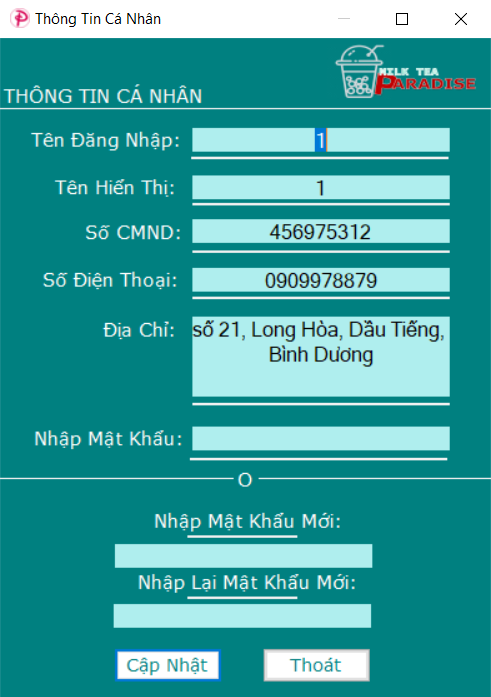 Thông Tin Cá Nhân
MILK TEA
PARADISE
THÔNG TIN CÁ NHÂN
Tên Đăng Nhập: 1
Tên Hiển Thị: 1
Số CMND: 456975312
Số Điện Thoại: 0909978879
Địa Chỉ: số 21, Long Hòa, Dầu Tiếng,
Bình Dương
Nhập Mật Khẩu:
O
Nhập Mật Khẩu Mới:
Nhập Lại Mật Khẩu Mới:
Cập Nhật Thoát